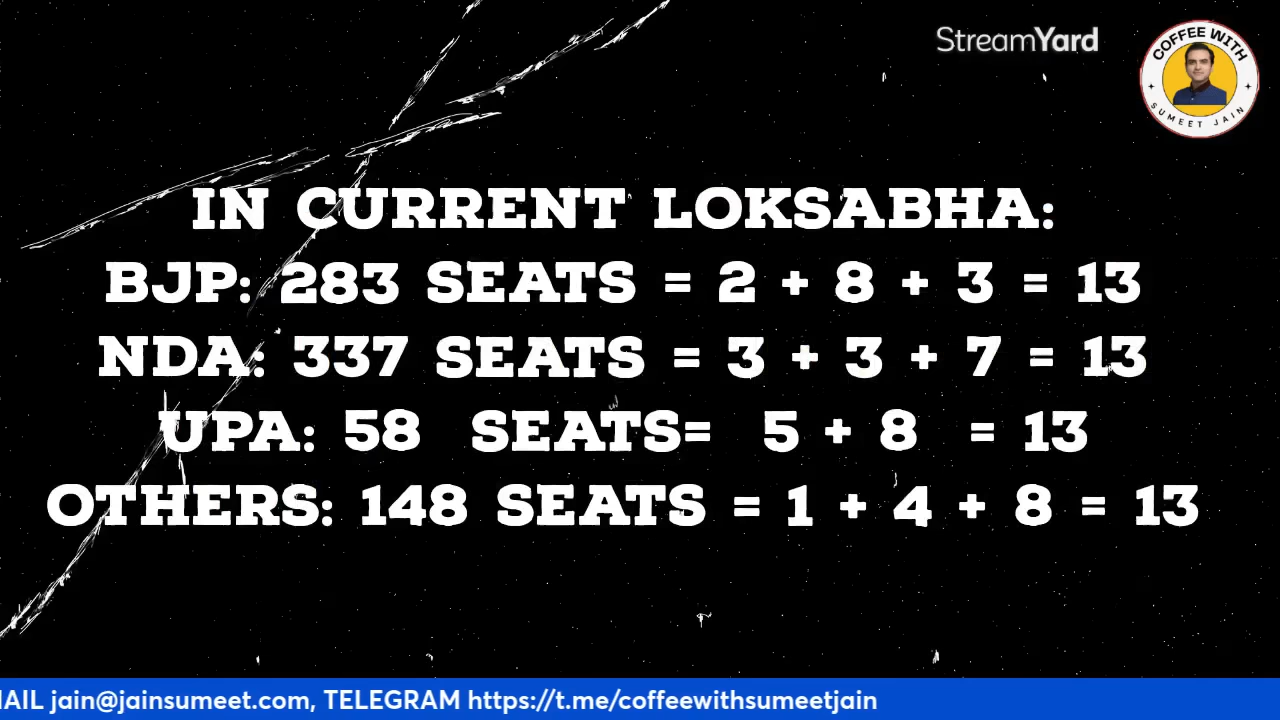 StreamYard
COFFEE WITH
SUMEET JAIN
IN CURRENT LOKSABHA:
BJP: 283 SEATS = 2 + 8 + 3 = 13
NDA: 337 SEATS = 3 + 3 + 7 = 13
UPA: 58 SEATS= 5 + 8 = 13
OTHERS: 148 SEATS = 1 + 4 + 8 = 13
AIL jain@jainsumeet.com, TELEGRAM https://t.me/coffeewithsumeetjain